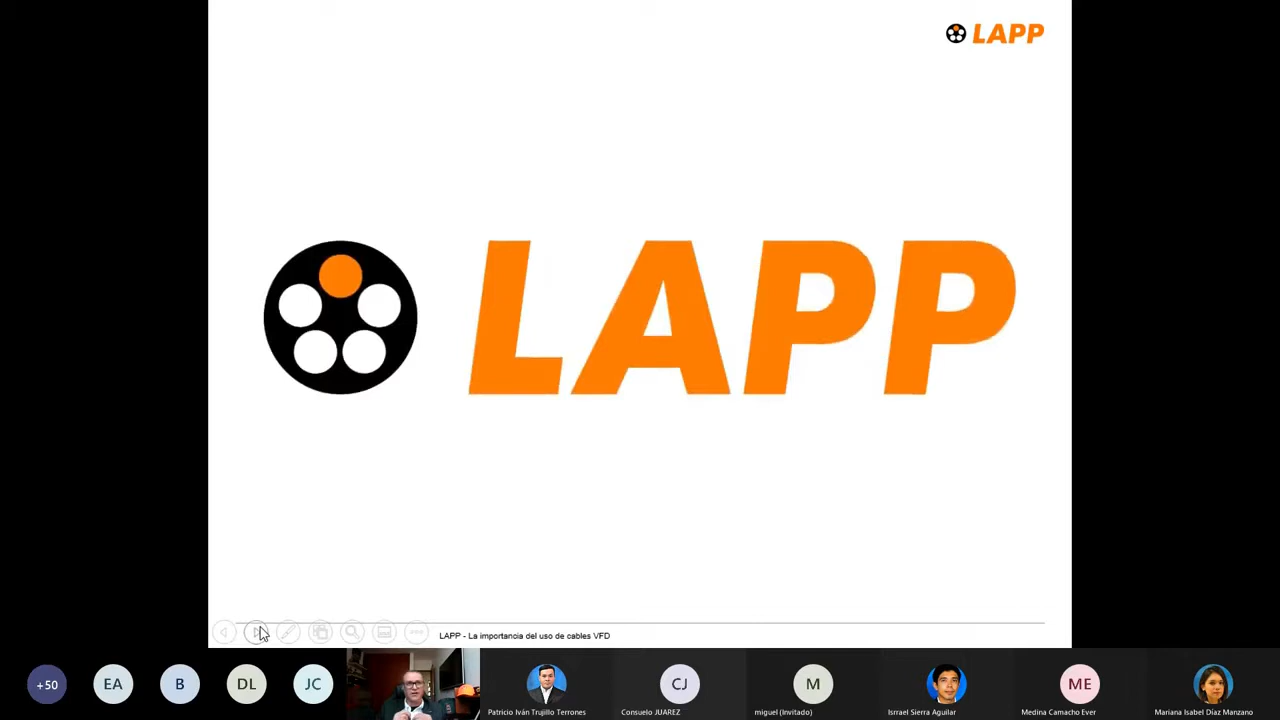 LAPP
LAPP
LAPP - La importancia del uso de cables VFD
+50
EA
B
DL
JC
CJ
M
ME
Patricio Iván Trujillo Terrones
Consuelo JUAREZ
miguel (Invitado)
Isrrael Sierra Aguilar
Medina Camacho Ever
Mariana Isabel Díaz Manzano